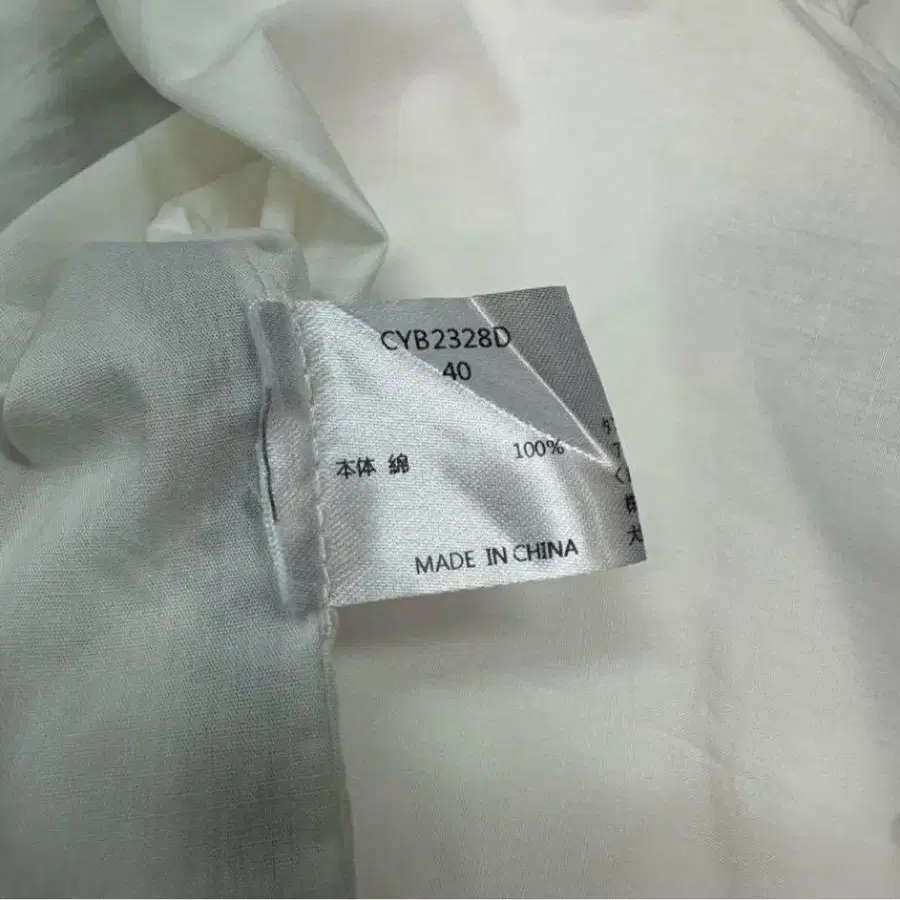 CYB2328D
40
本体 綿 100%
MADE IN CHINA